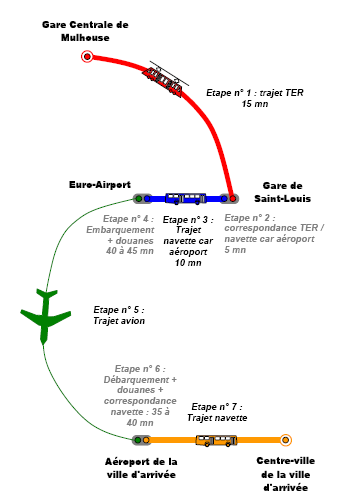 Gare Centrale de
Mulhouse
Etape n° 1 : trajet TER
15 mn
Euro-Airport
Gare de
Saint-Louis
Etape n° 4 :
Embarquement
+ douanes
40 à 45 mn
Etape n° 3 :
Trajet
navette car
aéroport
10 mn
Etape n° 2 :
correspondance TER /
navette car aéroport
5 mn
Etape n° 5 :
Trajet avion
Etape n° 6 :
Débarquement +
douanes +
correspondance
navette : 35 à
40 mn
Etape n° 7 :
Trajet navette
Aéroport de la
ville d'arrivée
Centre-ville
de la ville
d'arrivée